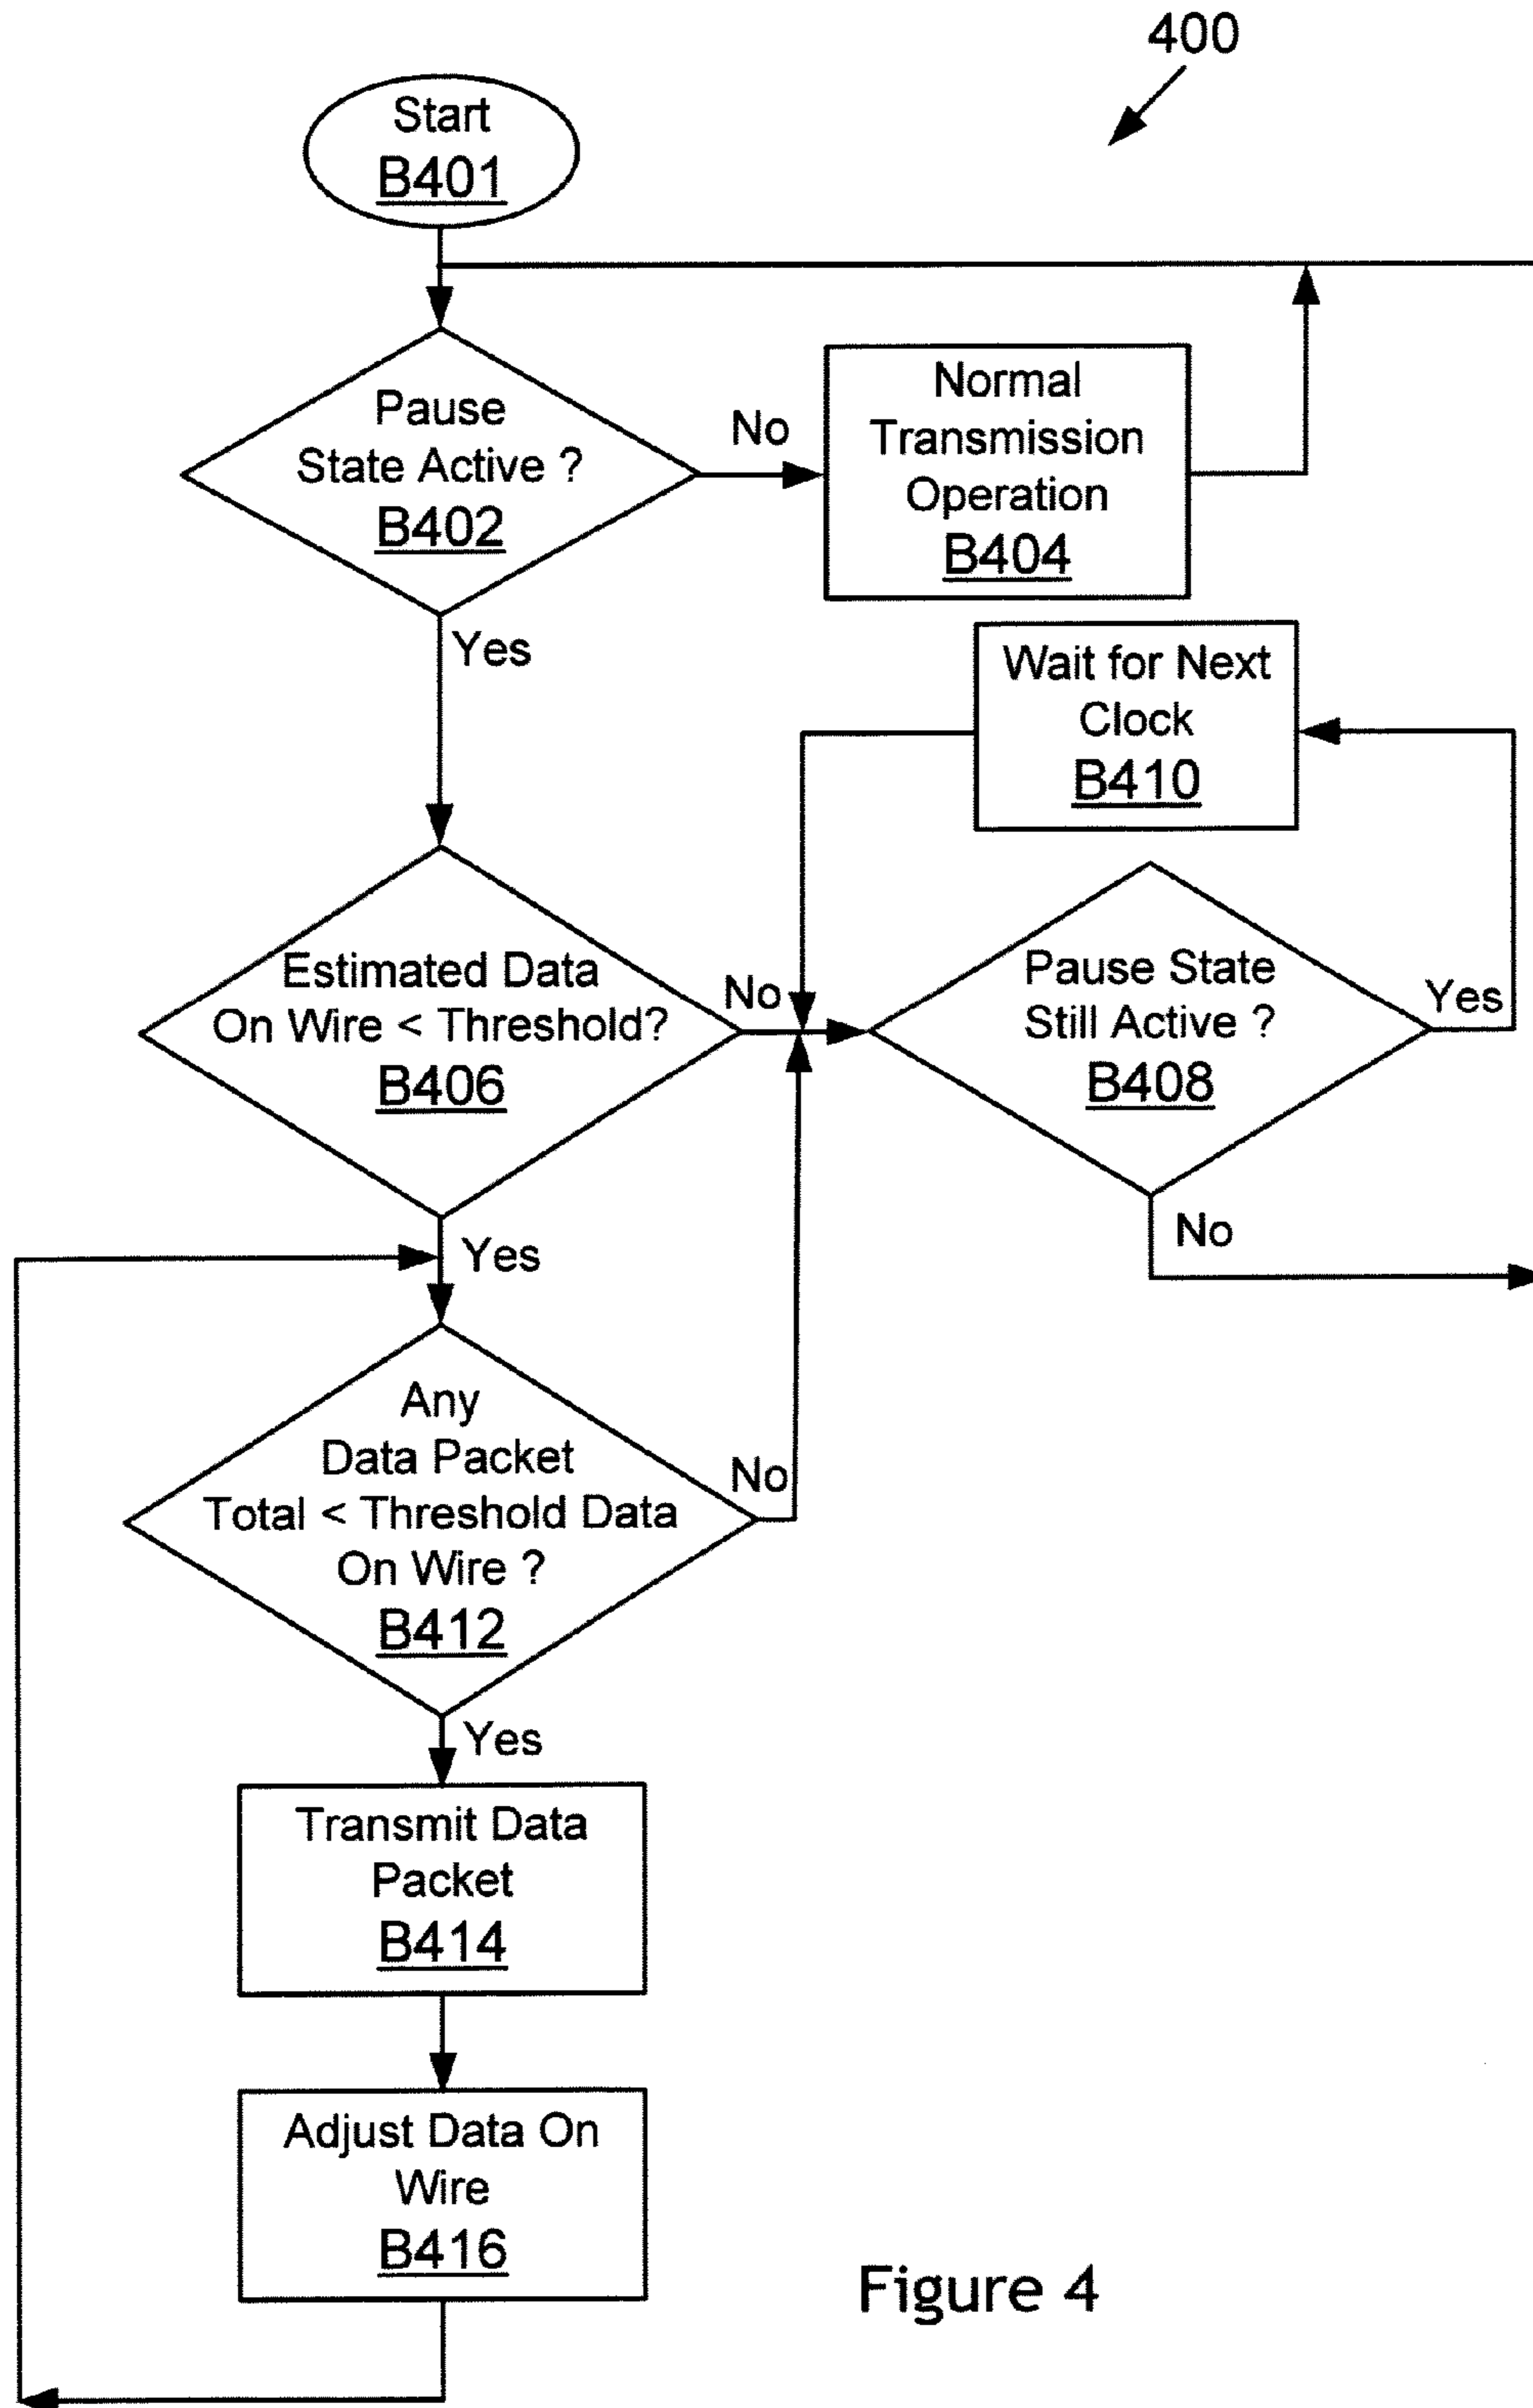 400
Start
B401
Pause
State Active ?
B402
No
Normal
Transmission
Operation
B404
Yes
Wait for Next
Clock
B410
Estimated Data
On Wire < Threshold?
B406
No
Pause State
Still Active ?
B408
Yes
No
Yes
Any
Data Packet
Total < Threshold Data
On Wire ?
B412
No
Yes
Transmit Data
Packet
B414
Adjust Data On
Wire
B416
Figure 4